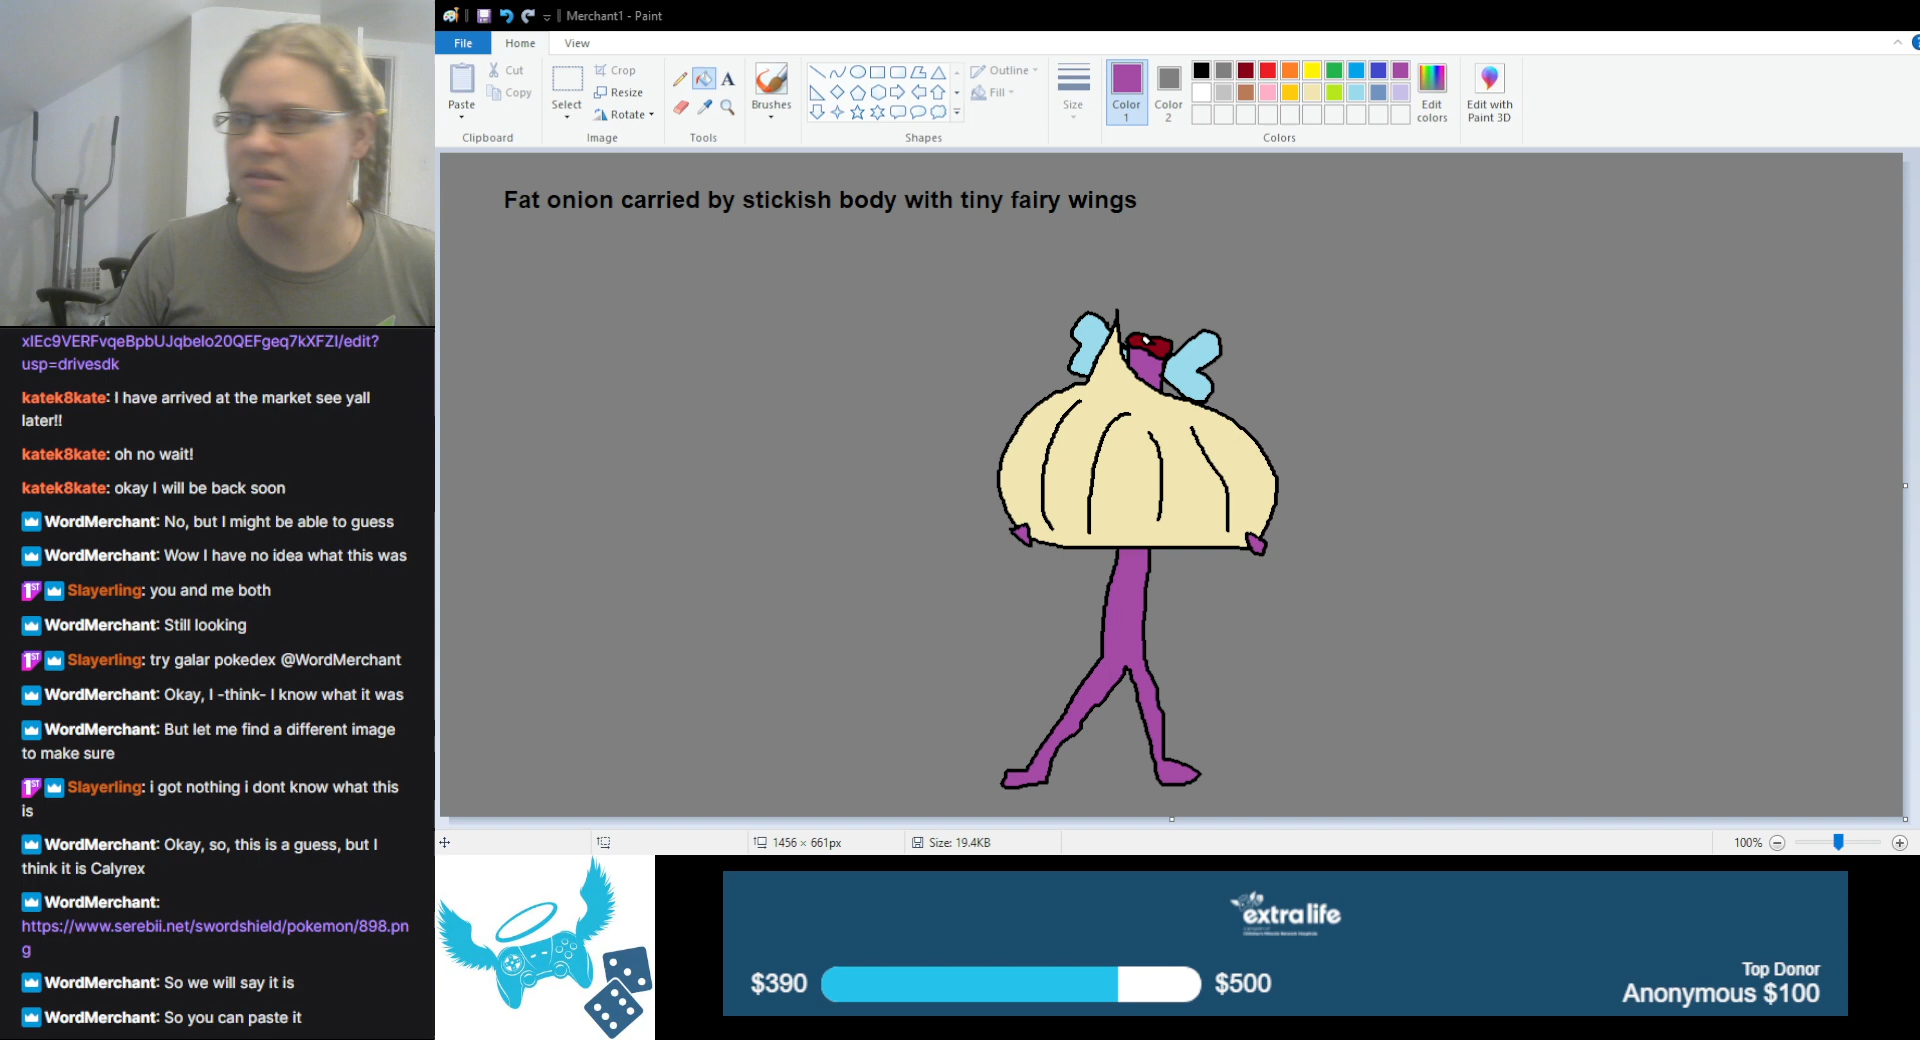 Merchant1 - Paint
File
Home
View
Paste
Cut
Copy
Clipboard
Select
Crop
Resize
Rotate
Image
A
Tools
Brushes
Outline
Fill
Shapes
Size
Color 1
Color 2
Edit colors
Colors
Edit with Paint 3D
Fat onion carried by stickish body with tiny fairy wings
xIEc9VERFvqeBpbUJqbelo20QEFgeq7kXFZI/edit?
usp=drivesdk
katek8kate: I have arrived at the market see yall
later!!
katek8kate: oh no wait!
katek8kate: okay I will be back soon
WordMerchant: No, but I might be able to guess
WordMerchant: Wow I have no idea what this was
1ST Slayerling: you and me both
WordMerchant: Still looking
1ST Slayerling: try galar pokedex @WordMerchant
WordMerchant: Okay, I -think- I know what it was
WordMerchant: But let me find a different image
to make sure
1ST Slayerling: i got nothing i dont know what this
is
WordMerchant: Okay, so, this is a guess, but I
think it is Calyrex
WordMerchant:
https://www.serebii.net/swordshield/pokemon/898.pn
g
WordMerchant: So we will say it is
WordMerchant: So you can paste it
1456 × 661px
Size: 19.4KB
100%
extra life
$390
$500
Top Donor
Anonymous $100